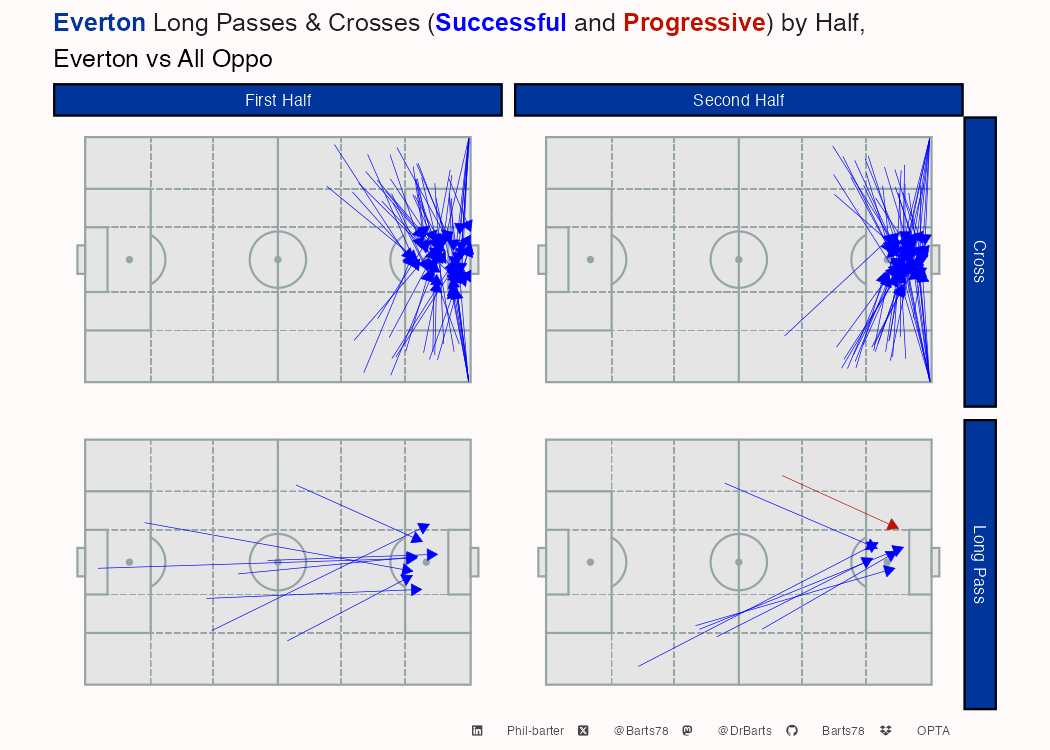 Everton Long Passes & Crosses (Successful and Progressive) by Half,
Everton vs All Oppo
First Half
Second Half
Cross
Long Pass
Phil-barter @Barts78 @DrBarts Barts78 OPTA